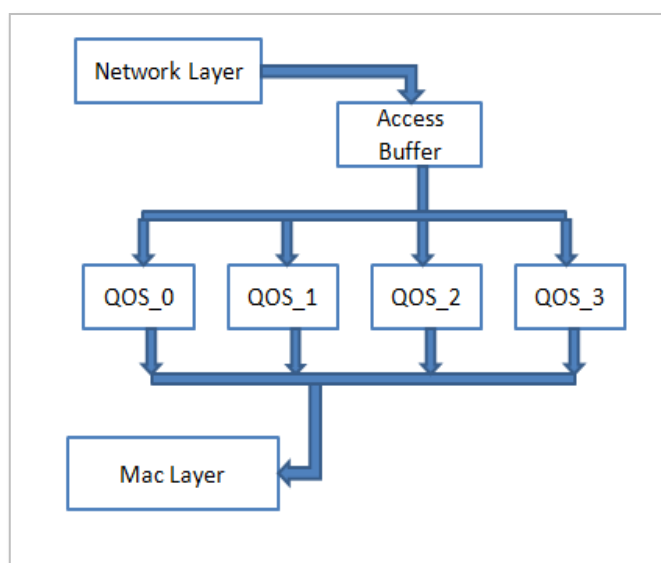 Network Layer
Access
Buffer
QOS_0
QOS_1
QOS_2
QOS_3
Mac Layer